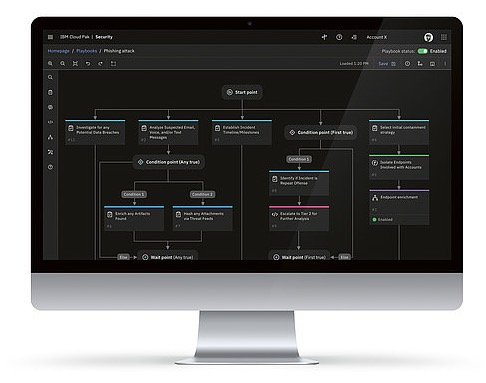 IBM Cloud Pak | Security
Account X
Homepage / Playbooks / Phishing attack
Playbook status: Enabled
Loaded 1:20 PM
Save
Start point
Investigate for any
Potential Data Breaches
Analyze Suspected Email,
Voice, and/or Text
Messages
Establish Incident
Timeline/Milestones
Condition point (First true)
Select initial containment
strategy
Condition point (Any true)
Condition 1
Isolate Endpoints
Involved with Accounts
Identify if Incident is
Repeat Offense
Condition 1
Condition 2
Endpoint enrichment
Enabled
Enrich any Artifacts
Found
Hash any Attachments
via Threat Feeds
Escalate to Tier 2 for
Further Analysis
Else
Wait point (Any true)
Wait point (First true)
Else